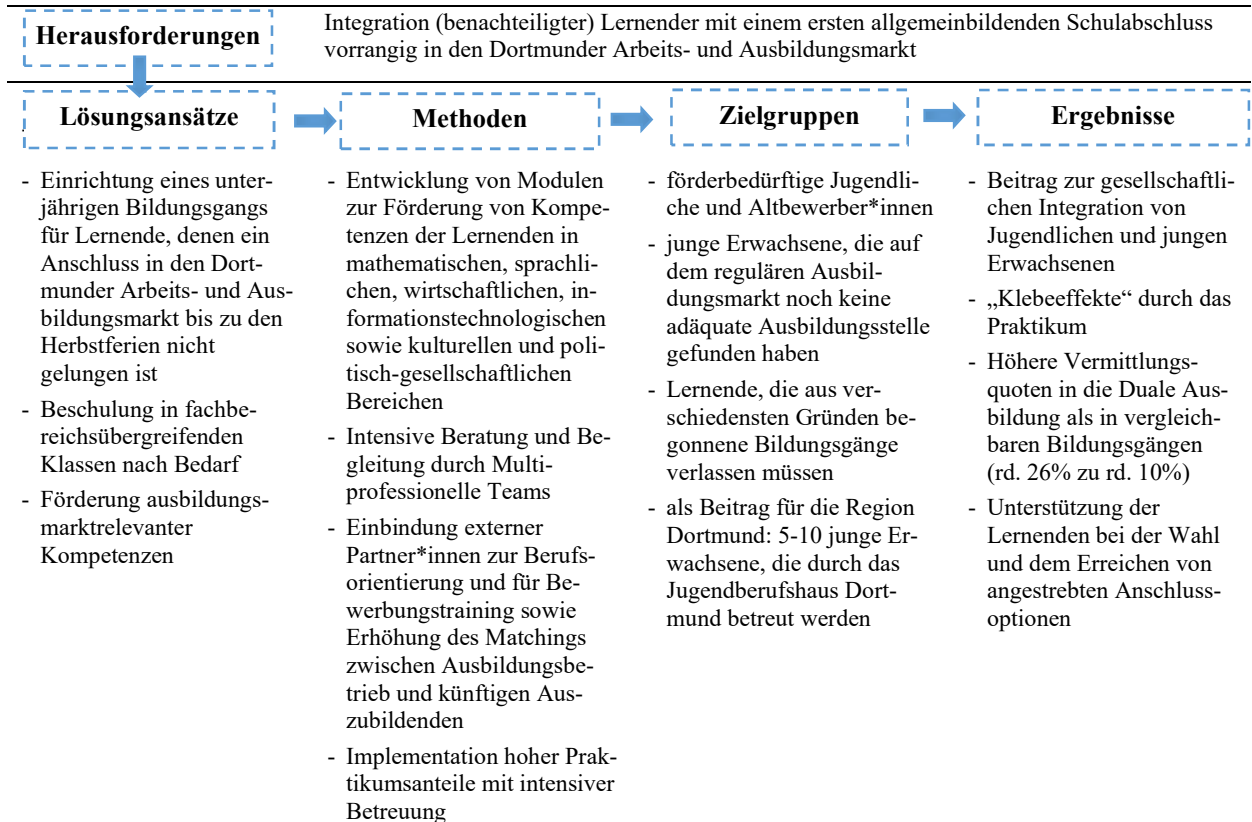 Herausforderungen
Integration (benachteiligter) Lernender mit einem ersten allgemeinbildenden Schulabschluss
vorrangig in den Dortmunder Arbeits- und Ausbildungsmarkt
Lösungsansätze
- Einrichtung eines unter-
jährigen Bildungsgangs
für Lernende, denen ein
Anschluss in den Dort-
munder Arbeits- und Aus-
bildungsmarkt bis zu den
Herbstferien nicht
gelungen ist
- Beschulung in fachbe-
reichsübergreifenden
Klassen nach Bedarf
- Förderung ausbildungs-
marktrelevanter
Kompetenzen
Methoden
- Entwicklung von Modulen
zur Förderung von Kompe-
tenzen der Lernenden in
mathematischen, sprachli-
chen, wirtschaftlichen, in-
formationstechnologischen
sowie kulturellen und poli-
tisch-gesellschaftlichen
Bereichen
- Intensive Beratung und Be-
gleitung durch Multi-
professionelle Teams
- Einbindung externer
Partner*innen zur Berufs-
orientierung und für Be-
werbungstraining sowie
Erhöhung des Matchings
zwischen Ausbildungsbe-
trieb und künftigen Aus-
zubildenden
- Implementation hoher Prak-
tikumsanteile mit intensiver
Betreuung
Zielgruppen
- förderbedürftige Jugendli-
che und Altbewerber*innen
- junge Erwachsene, die auf
dem regulären Ausbil-
dungsmarkt noch keine
adäquate Ausbildungsstelle
gefunden haben
- Lernende, die aus ver-
schiedensten Gründen be-
gonnene Bildungsgänge
verlassen müssen
- als Beitrag für die Region
Dortmund: 5-10 junge Er-
wachsene, die durch das
Jugendberufshaus Dort-
mund betreut werden
Ergebnisse
- Beitrag zur gesellschaftli-
chen Integration von
Jugendlichen und jungen
Erwachsenen
- „Klebeeffekte“ durch das
Praktikum
- Höhere Vermittlungs-
quoten in die Duale Aus-
bildung als in vergleich-
baren Bildungsgängen
(rd. 26% zu rd. 10%)
- Unterstützung der
Lernenden bei der Wahl
und dem Erreichen von
angestrebten Anschluss-
optionen